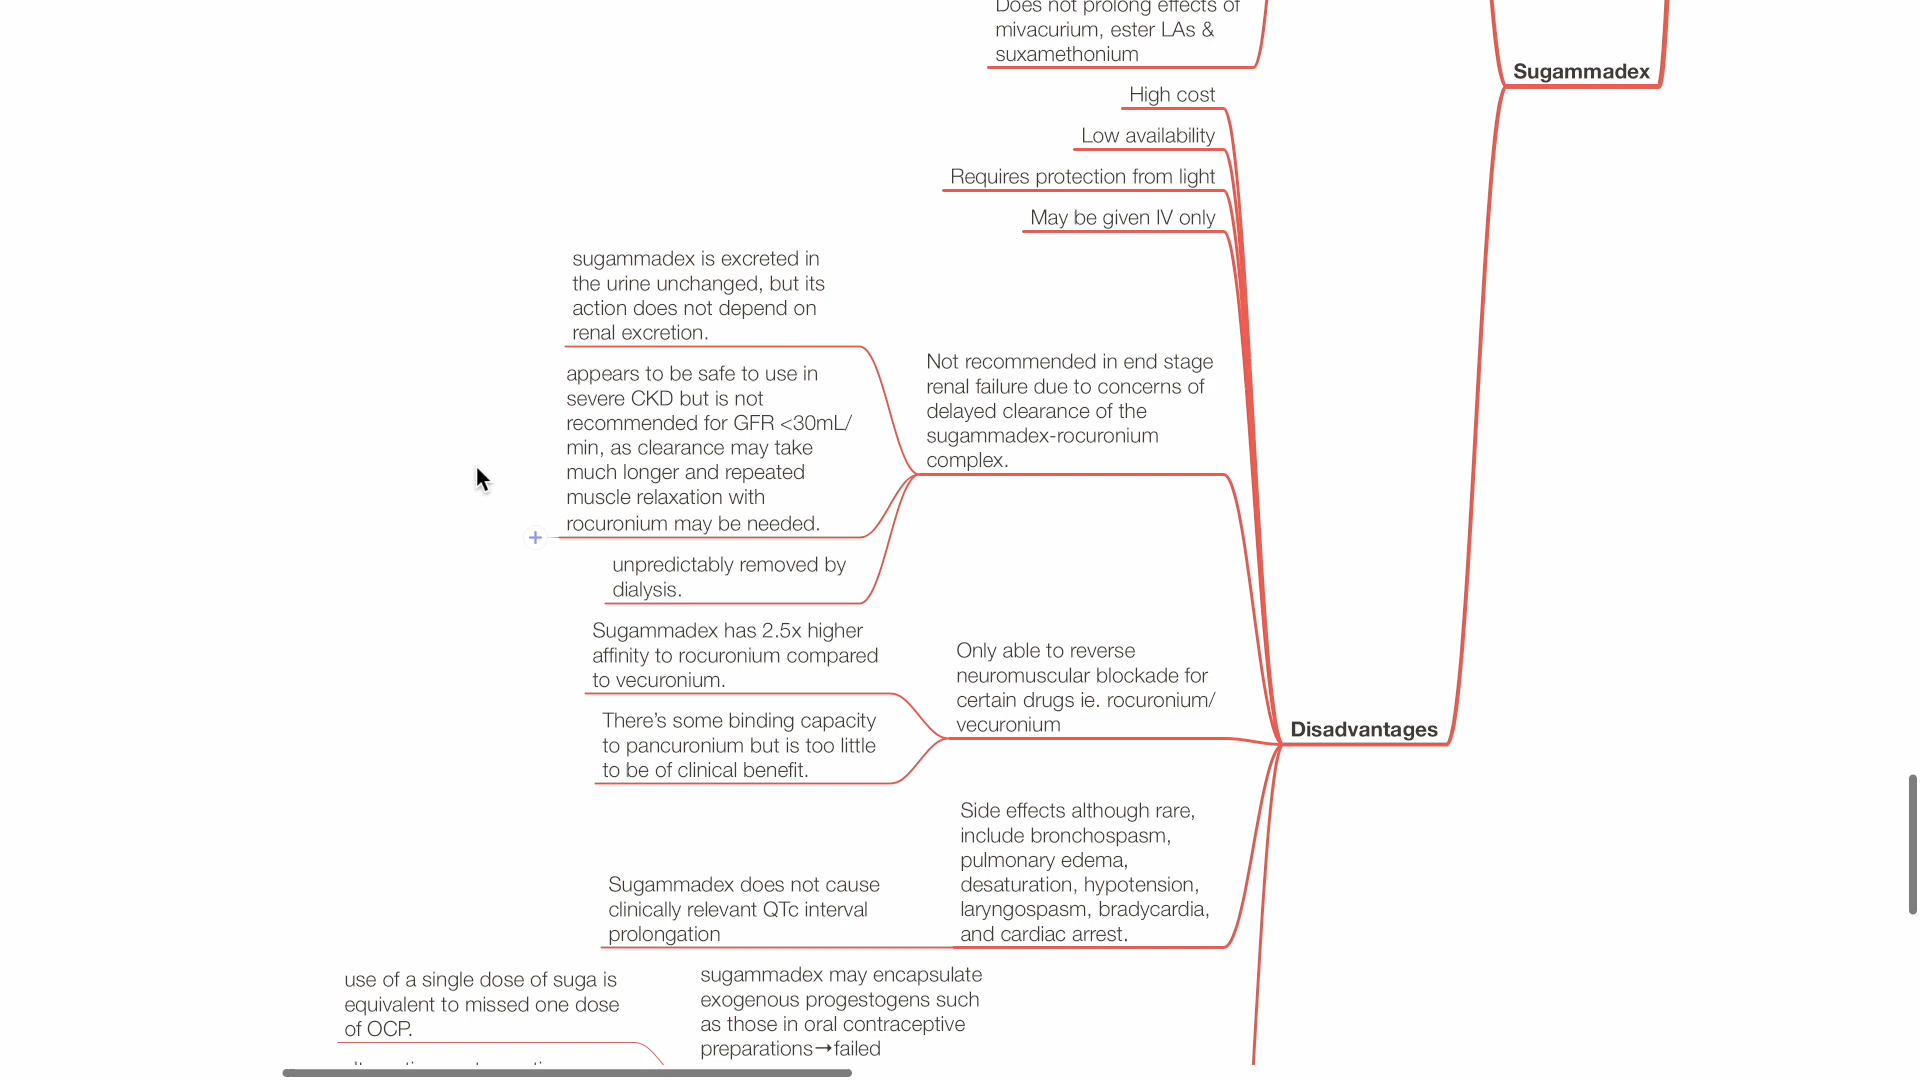 Does not prolong effects of
mivacurium, ester LAs &
suxamethonium
Sugammadex
High cost
Low availability
Requires protection from light
May be given IV only
sugammadex is excreted in
the urine unchanged, but its
action does not depend on
renal excretion.
appears to be safe to use in
severe CKD but is not
recommended for GFR <30mL/
min, as clearance may take
much longer and repeated
muscle relaxation with
rocuronium may be needed.
unpredictably removed by
dialysis.
Not recommended in end stage
renal failure due to concerns of
delayed clearance of the
sugammadex-rocuronium
complex.
Sugammadex has 2.5x higher
affinity to rocuronium compared
to vecuronium.
There's some binding capacity
to pancuronium but is too little
to be of clinical benefit.
Only able to reverse
neuromuscular blockade for
certain drugs ie. rocuronium/
vecuronium
Disadvantages
Side effects although rare,
include bronchospasm,
pulmonary edema,
desaturation, hypotension,
laryngospasm, bradycardia,
and cardiac arrest.
Sugammadex does not cause
clinically relevant QTc interval
prolongation
use of a single dose of suga is
equivalent to missed one dose
of OCP.
sugammadex may encapsulate
exogenous progestogens such
as those in oral contraceptive
preparations→failed